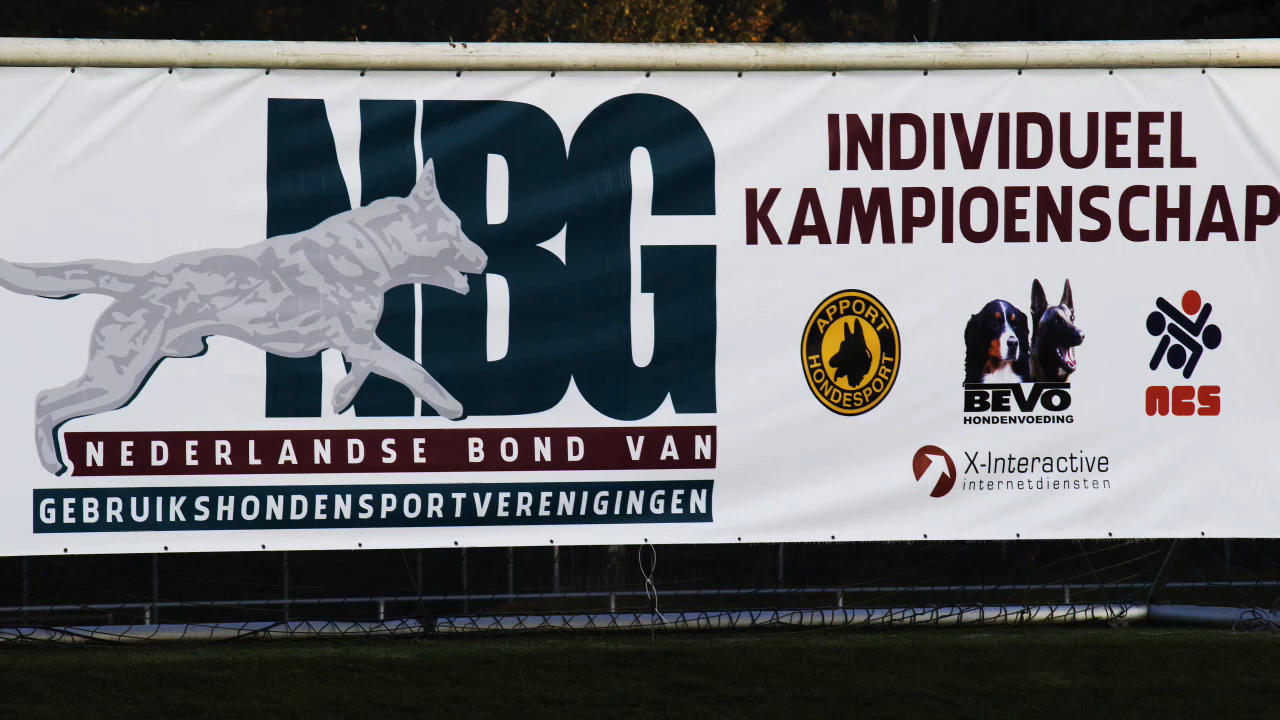 NBG
NEDERLANDSE BOND VAN
GEBRUIKSHONDENSPORTVERENIGINGEN
INDIVIDUEEL
KAMPIOENSCHAP
APPORT
HONDESPORT
BEVO
HONDENVOEDING
NCS
X-Interactive
internetdiensten